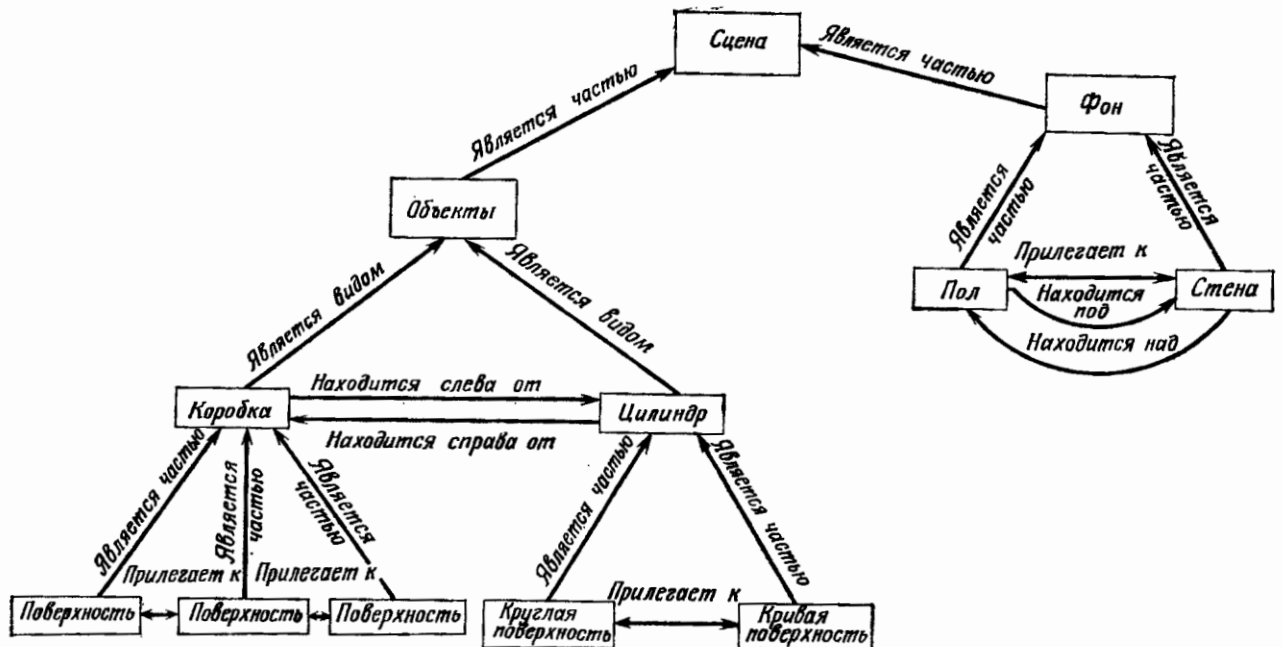 Сцена
Является частью
Является частью
Фон
Объекты
Является
частью
Является
частью
Является видом
Является видом
Прилегает к
Пол
Находится
под
Стена
Находится над
Коробка
Находится слева от
Цилиндр
Находится справа от
Является частью
Является
частью
Является
частью
Является частью
Является частью
Прилегает к
Прилегает к
Прилегает к
Поверхность
Поверхность
Поверхность
Круглая
поверхность
Кривая
поверхность